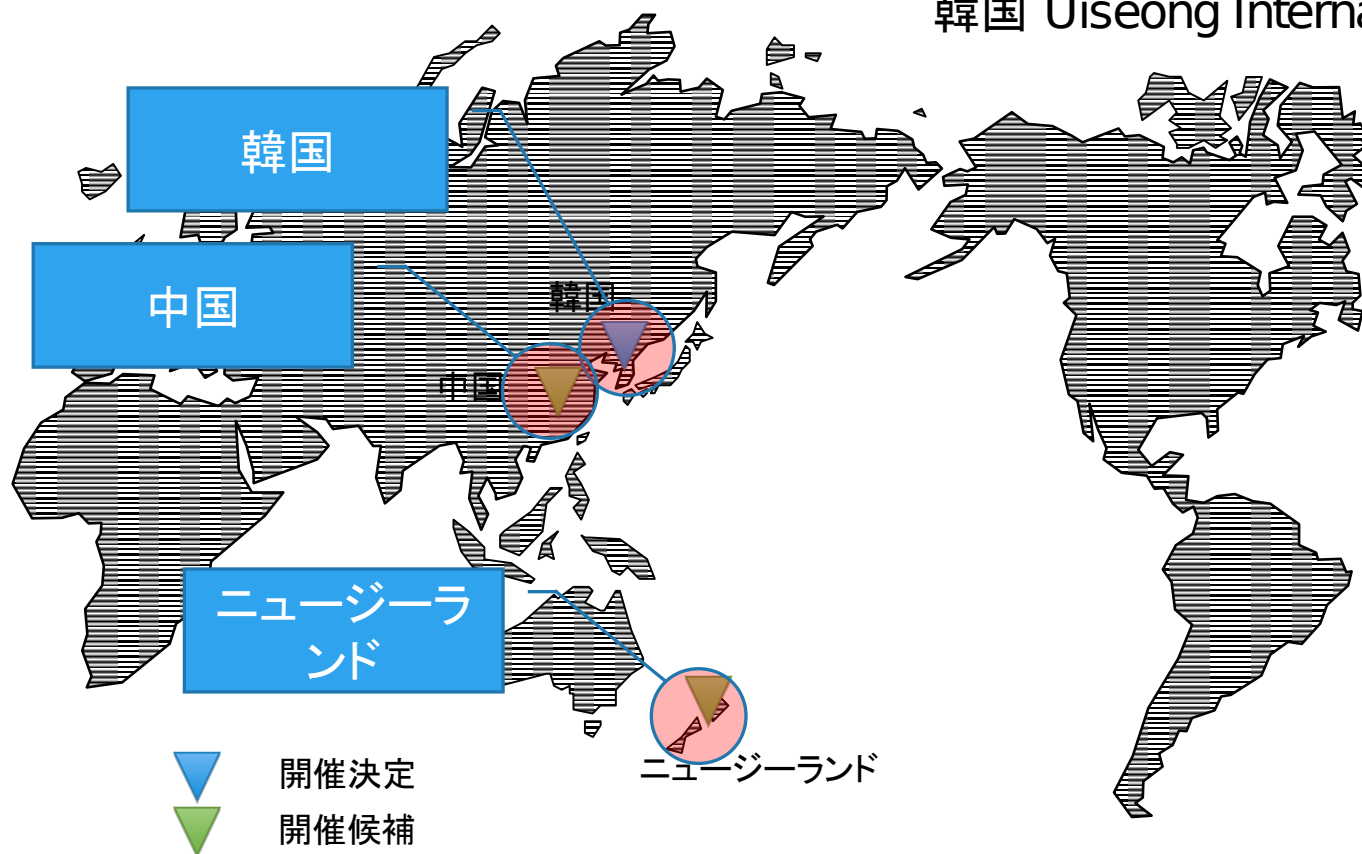 韓国 Uiseong Interna
韓国
中国
韓国
中国
ニュージーラ
ンド
ニュージーランド
開催決定
開催候補